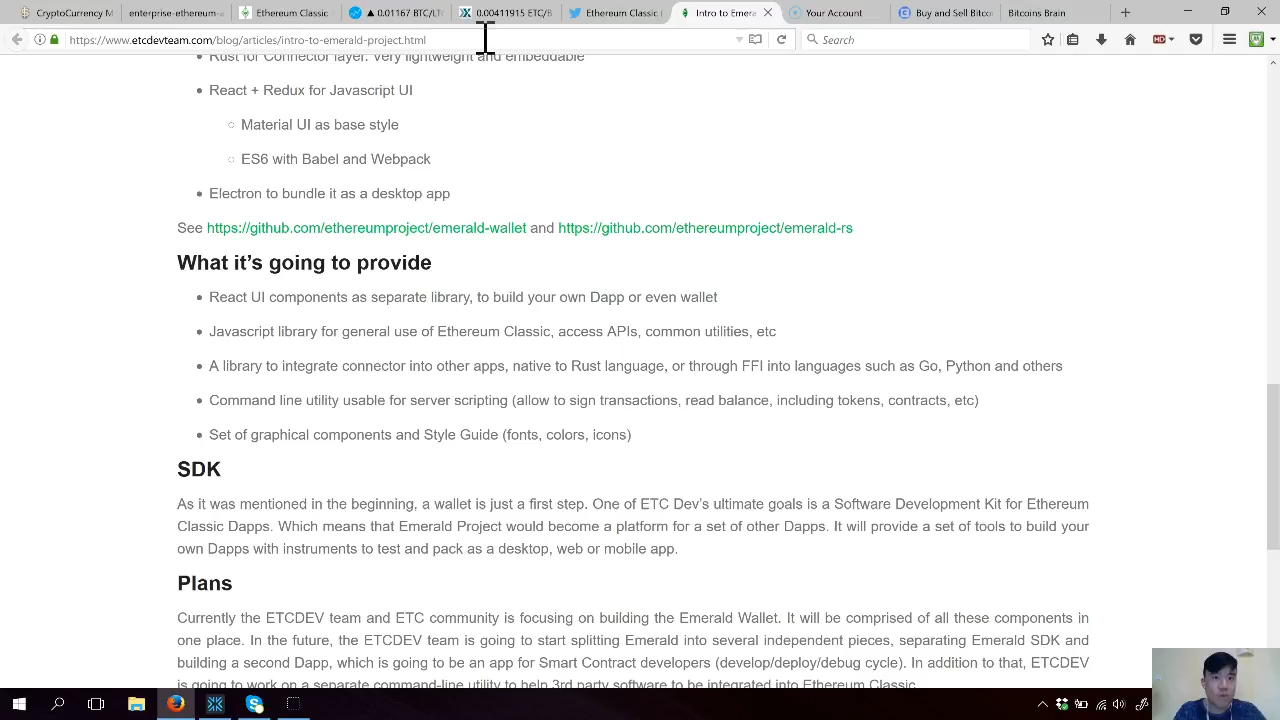 CryptoCurrency M
0.00411915 ETC/B
Intro to Emerald P
Your Account
Buy and Sell Bitcoi
https://www.etcdevteam.com/blog/articles/intro-to-emerald-project.html
Search
HD
Rust for Connector layer. Very lightweight and embeddable
React + Redux for Javascript UI
Material UI as base style
ES6 with Babel and Webpack
Electron to bundle it as a desktop app
See https://github.com/ethereumproject/emerald-wallet and https://github.com/ethereumproject/emerald-rs
What it’s going to provide
React UI components as separate library, to build your own Dapp or even wallet
Javascript library for general use of Ethereum Classic, access APIs, common utilities, etc
A library to integrate connector into other apps, native to Rust language, or through FFI into languages such as Go, Python and others
Command line utility usable for server scripting (allow to sign transactions, read balance, including tokens, contracts, etc)
Set of graphical components and Style Guide (fonts, colors, icons)
SDK
As it was mentioned in the beginning, a wallet is just a first step. One of ETC Dev’s ultimate goals is a Software Development Kit for Ethereum
Classic Dapps. Which means that Emerald Project would become a platform for a set of other Dapps. It will provide a set of tools to build your
own Dapps with instruments to test and pack as a desktop, web or mobile app.
Plans
Currently the ETCDEV team and ETC community is focusing on building the Emerald Wallet. It will be comprised of all these components in
one place. In the future, the ETCDEV team is going to start splitting Emerald into several independent pieces, separating Emerald SDK and
building a second Dapp, which is going to be an app for Smart Contract developers (develop/deploy/debug cycle). In addition to that, ETCDEV
is going to work on a separate command-line utility to help 3rd party software to be integrated into Ethereum Classic.